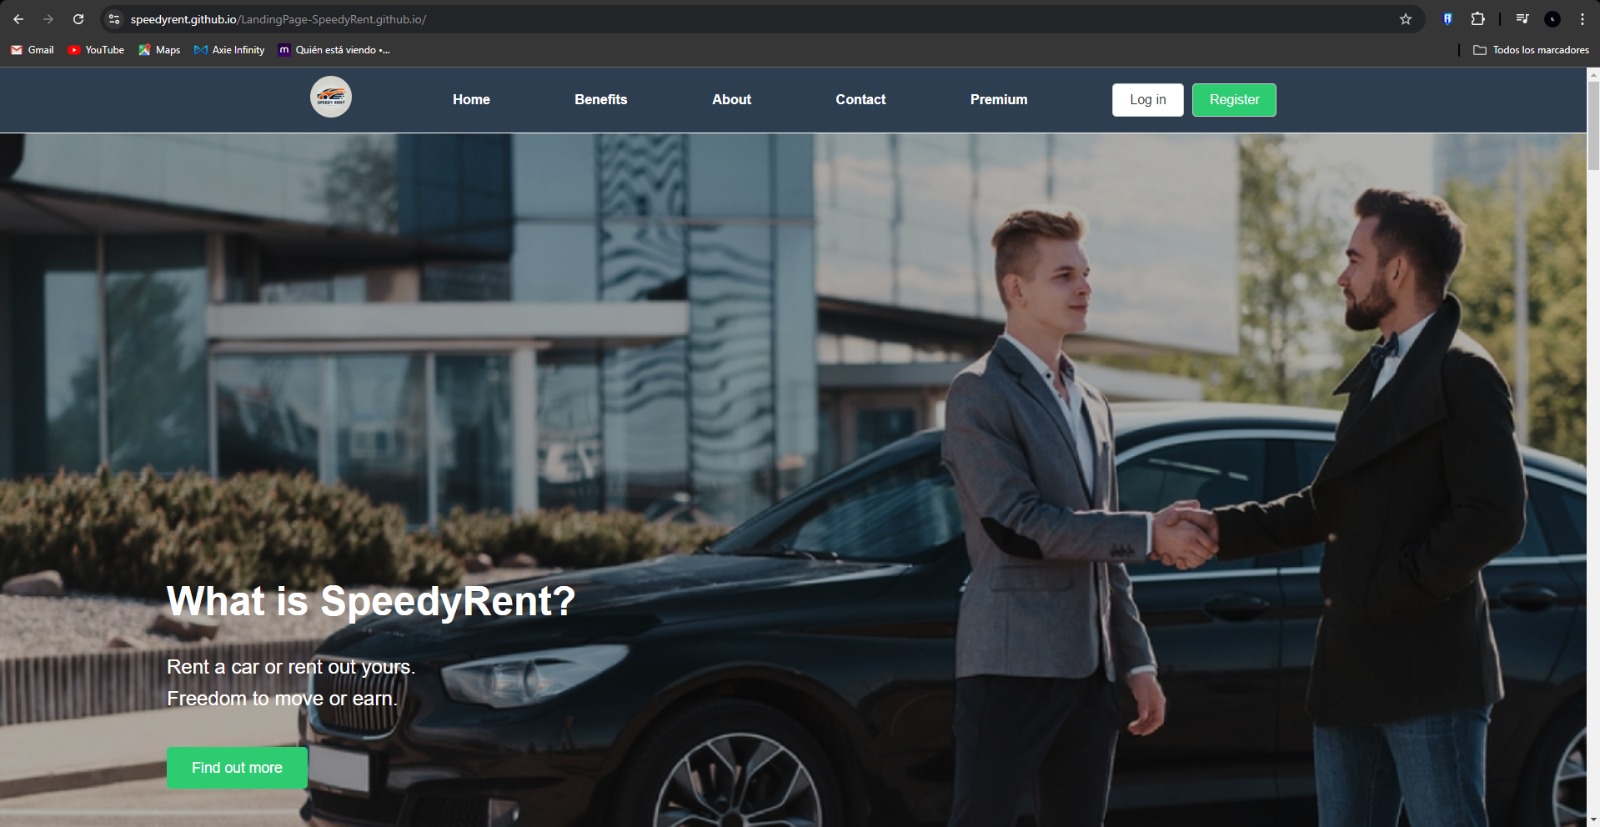 speedyrent.github.io/LandingPage-SpeedyRent.github.io/
Gmail YouTube Maps Axie Infinity Quién está viendo •... Todos los marcadores
SPEEDY RENT Home Benefits About Contact Premium Log in Register
What is SpeedyRent?
Rent a car or rent out yours.
Freedom to move or earn.
Find out more